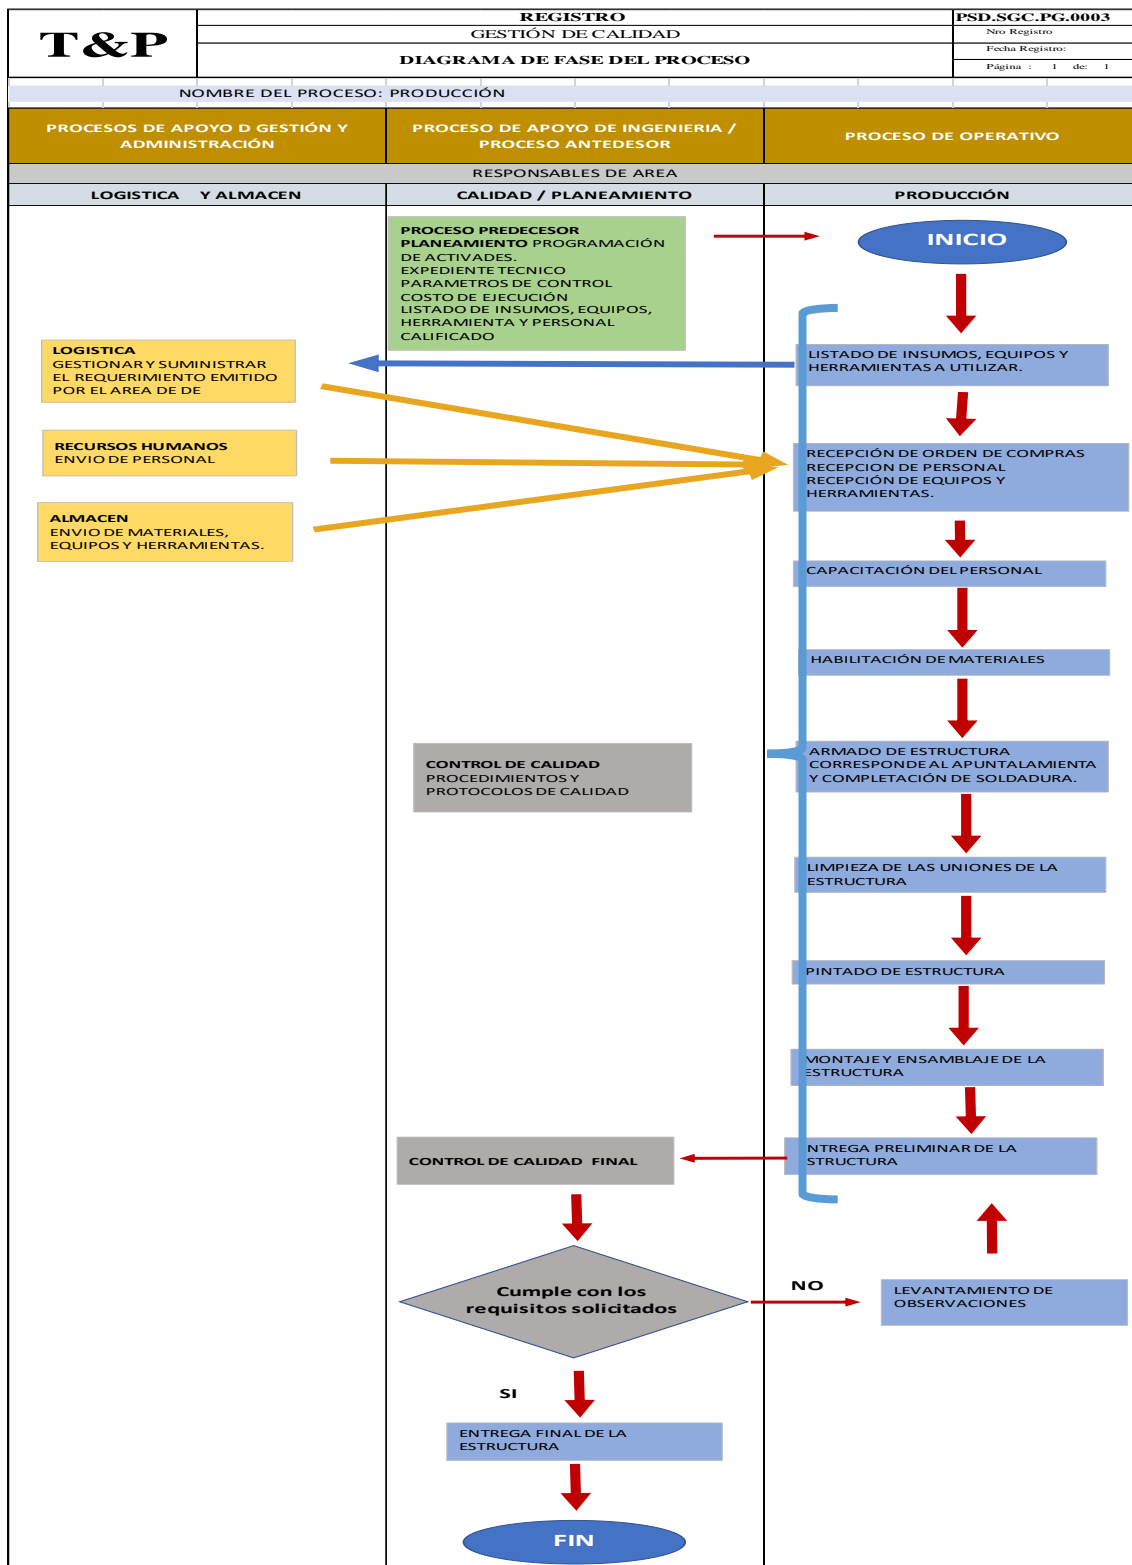 T&P
REGISTRO
GESTIÓN DE CALIDAD
DIAGRAMA DE FASE DEL PROCESO
PSD.SGC.PG.0003
Nro Registro
Fecha Registro:
Página : 1 de: 1
NOMBRE DEL PROCESO: PRODUCCIÓN
PROCESOS DE APOYO D GESTIÓN Y
ADMINISTRACIÓN
PROCESO DE APOYO DE INGENIERIA /
PROCESO ANTEDESOR
PROCESO DE OPERATIVO
RESPONSABLES DE AREA
LOGISTICA Y ALMACEN
CALIDAD / PLANEAMIENTO
PRODUCCIÓN
PROCESO PREDECESOR
PLANEAMIENTO PROGRAMACIÓN
DE ACTIVADES.
EXPEDIENTE TECNICO
PARAMETROS DE CONTROL
COSTO DE EJECUCIÓN
LISTADO DE INSUMOS, EQUIPOS,
HERRAMIENTA Y PERSONAL
CALIFICADO
INICIO
LOGISTICA
GESTIONAR Y SUMINISTRAR
EL REQUERIMIENTO EMITIDO
POR EL AREA DE DE
LISTADO DE INSUMOS, EQUIPOS Y
HERRAMIENTAS A UTILIZAR.
RECURSOS HUMANOS
ENVIO DE PERSONAL
RECEPCIÓN DE ORDEN DE COMPRAS
RECEPCION DE PERSONAL
RECEPCIÓN DE EQUIPOS Y
HERRAMIENTAS.
ALMACEN
ENVIO DE MATERIALES,
EQUIPOS Y HERRAMIENTAS.
CAPACITACIÓN DEL PERSONAL
HABILITACIÓN DE MATERIALES
CONTROL DE CALIDAD
PROCEDIMIENTOS Y
PROTOCOLOS DE CALIDAD
ARMADO DE ESTRUCTURA
CORRESPONDE AL APUNTALAMIENTA
Y COMPLETACIÓN DE SOLDADURA.
LIMPIEZA DE LAS UNIONES DE LA
ESTRUCTURA
PINTADO DE ESTRUCTURA
MONTAJE Y ENSAMBLAJE DE LA
ESTRUCTURA
CONTROL DE CALIDAD FINAL
NTREGA PRELIMINAR DE LA
STRUCTURA
Cumple con los
requisitos solicitados
NO
LEVANTAMIENTO DE
OBSERVACIONES
SI
ENTREGA FINAL DE LA
ESTRUCTURA
FIN